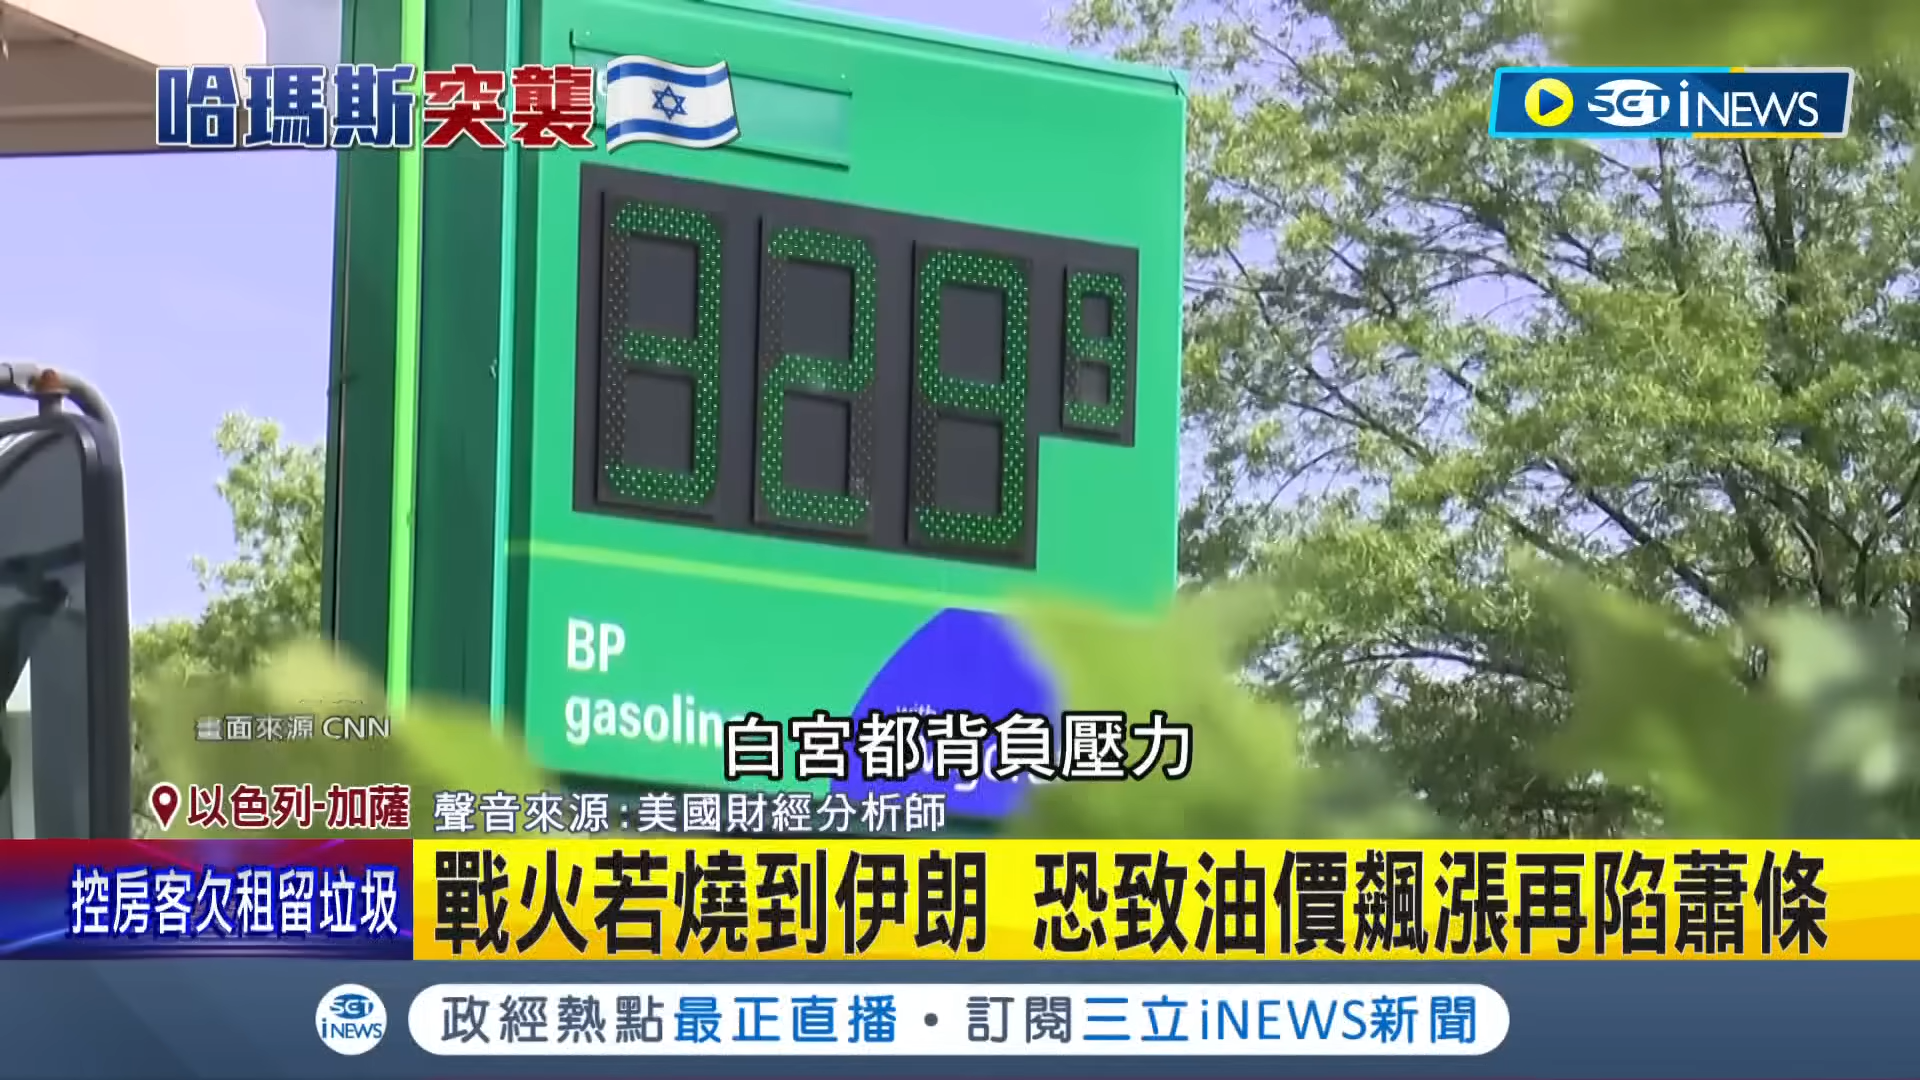 哈瑪斯突襲
SET iNEWS
329 9
BP
gasoline
with
白宮都背負壓力
畫面來源 CNN
以色列-加薩
聲音來源:美國財經分析師
控房客欠租留垃圾
戰火若燒到伊朗 恐致油價飆漲再陷蕭條
SET iNEWS
政經熱點最正直播・訂閱三立iNEWS新聞